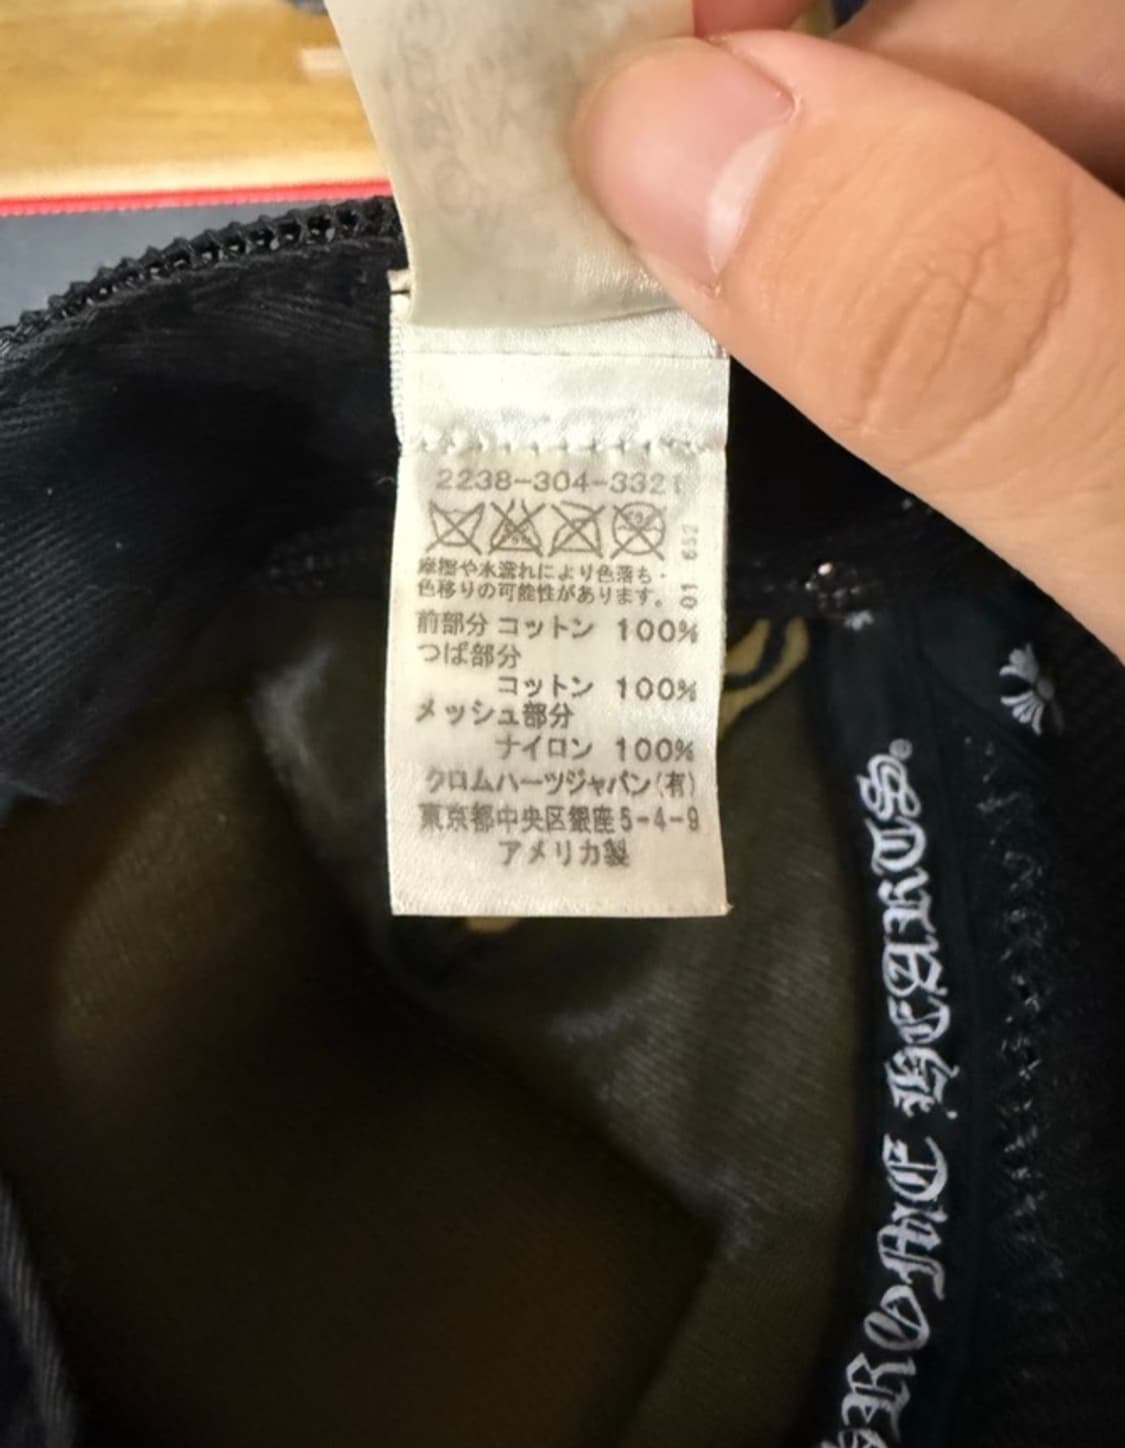 2238-304-3321
摩擦や水濡れにより色落ち・
色移りの可能性があります。
01 652
前部分 コットン 100%
つば部分
コットン 100%
メッシュ部分
ナイロン 100%
クロムハーツジャパン(有)
東京都中央区銀座5-4-9
アメリカ製
CHROME HEARTS®